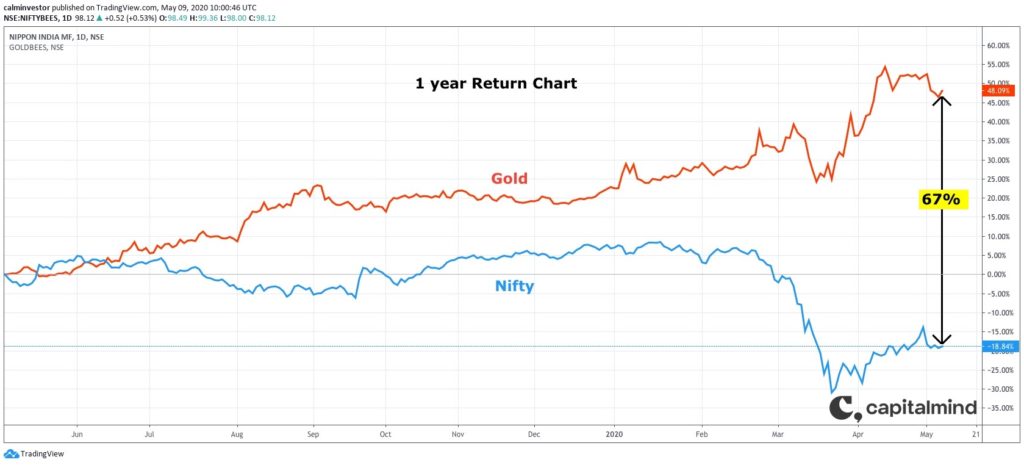 calminvestor published on TradingView.com, May 09, 2020 10:00:46 UTC
NSE:NIFTYBEES, 1D 98.12 ▲ +0.52 (+0.53%) O:98.49 H:99.36 L:98.00 C:98.12
NIPPON INDIA MF, 1D, NSE
GOLDBEES, NSE
1 year Return Chart
60.00%
55.00%
50.00%
48.09%
45.00%
40.00%
35.00%
30.00%
25.00%
Gold
67%
20.00%
15.00%
10.00%
5.00%
0.00%
Nifty
-5.00%
-10.00%
-15.00%
-18.84%
-25.00%
-30.00%
-35.00%
capitalmind
Jun Jul Aug Sep Oct Nov Dec 2020 Feb Mar Apr May 21
TradingView